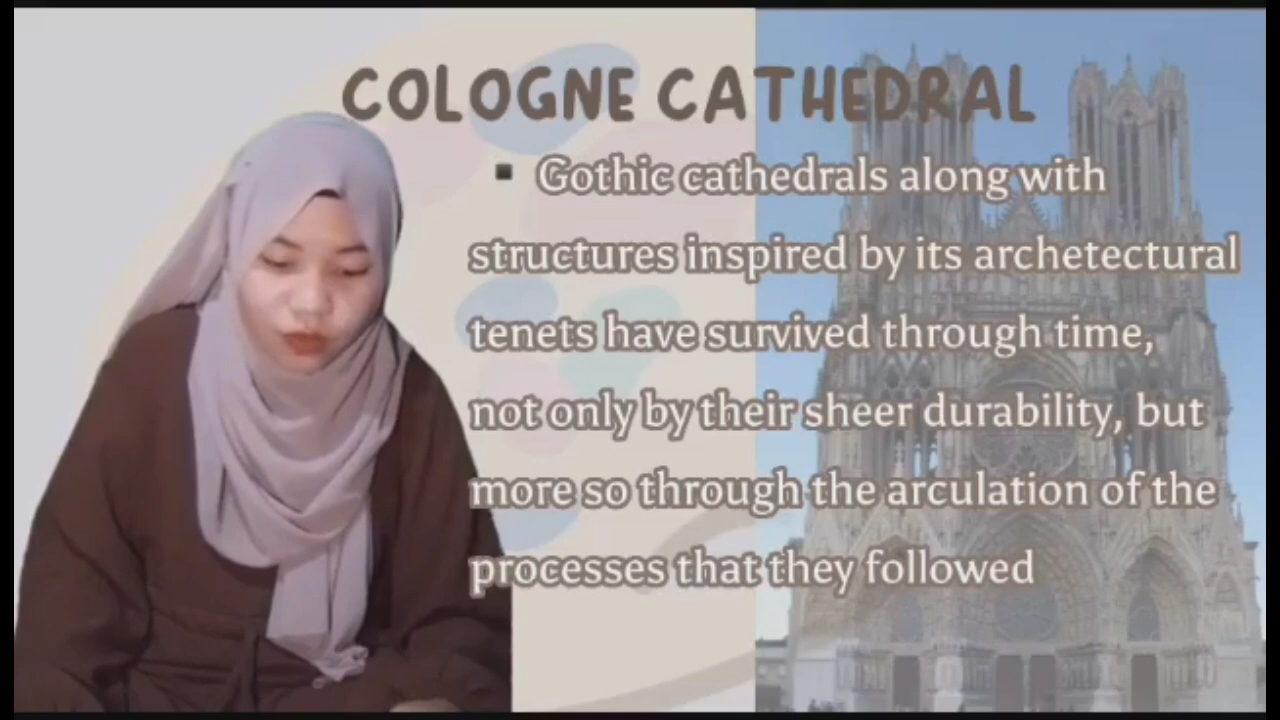 COLOGNE CATHEDRAL
▪ Gothic cathedrals along with
structures inspired by its archetectural
tenets have survived through time,
not only by their sheer durability, but
more so through the arculation of the
processes that they followed